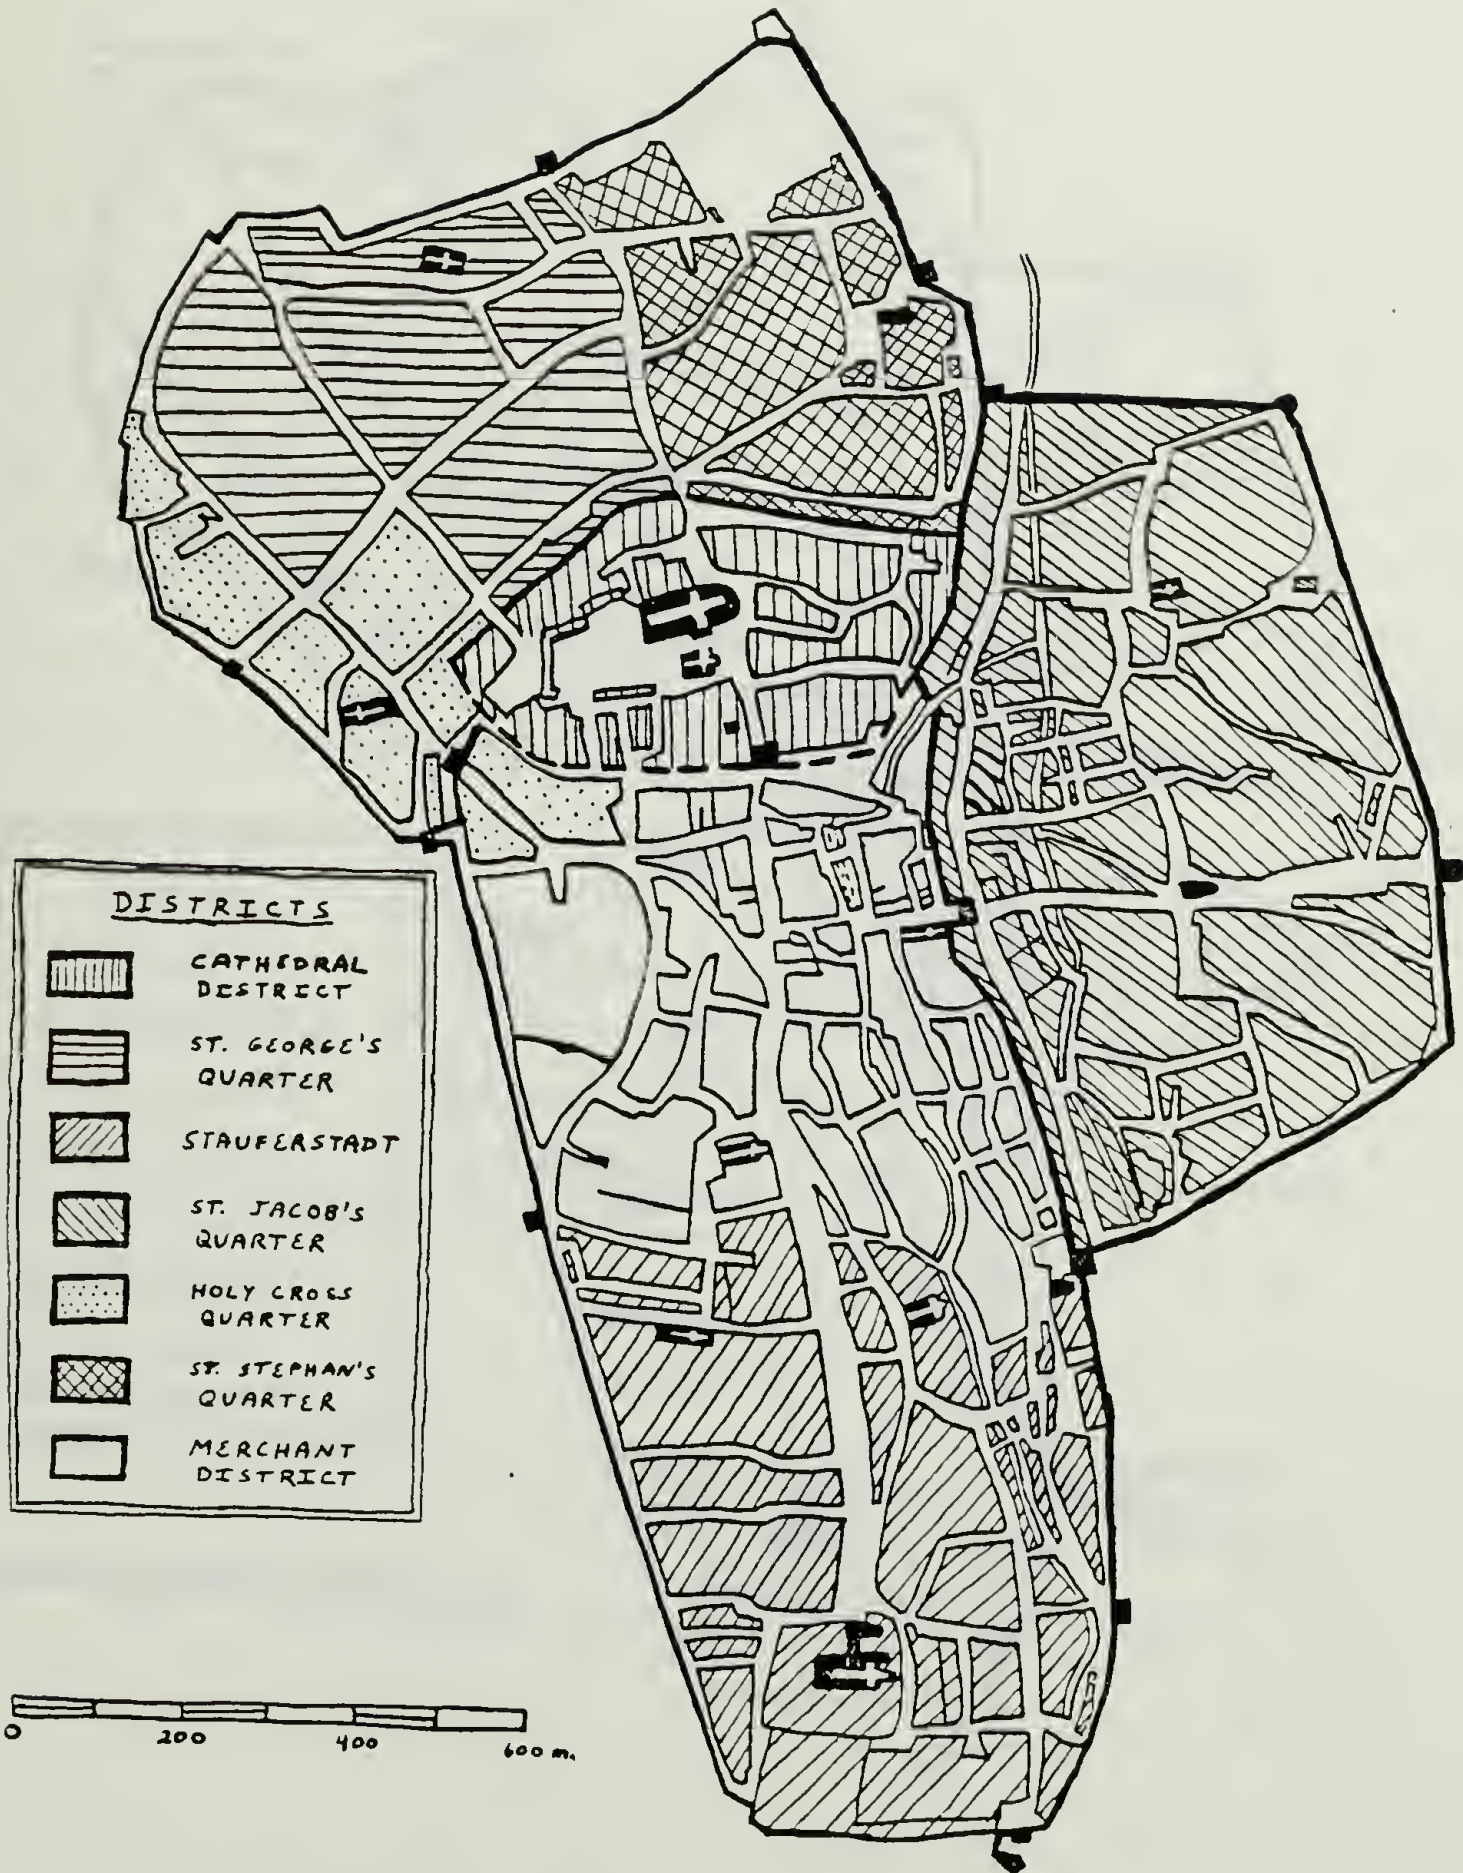 DISTRICTS
CATHEDRAL
DISTRICT
ST. GEORGE'S
QUARTER
STAUFERSTADT
ST. JACOB'S
QUARTER
HOLY CROSS
QUARTER
ST. STEPHAN'S
QUARTER
MERCHANT
DISTRICT
0 200 400 600 m.